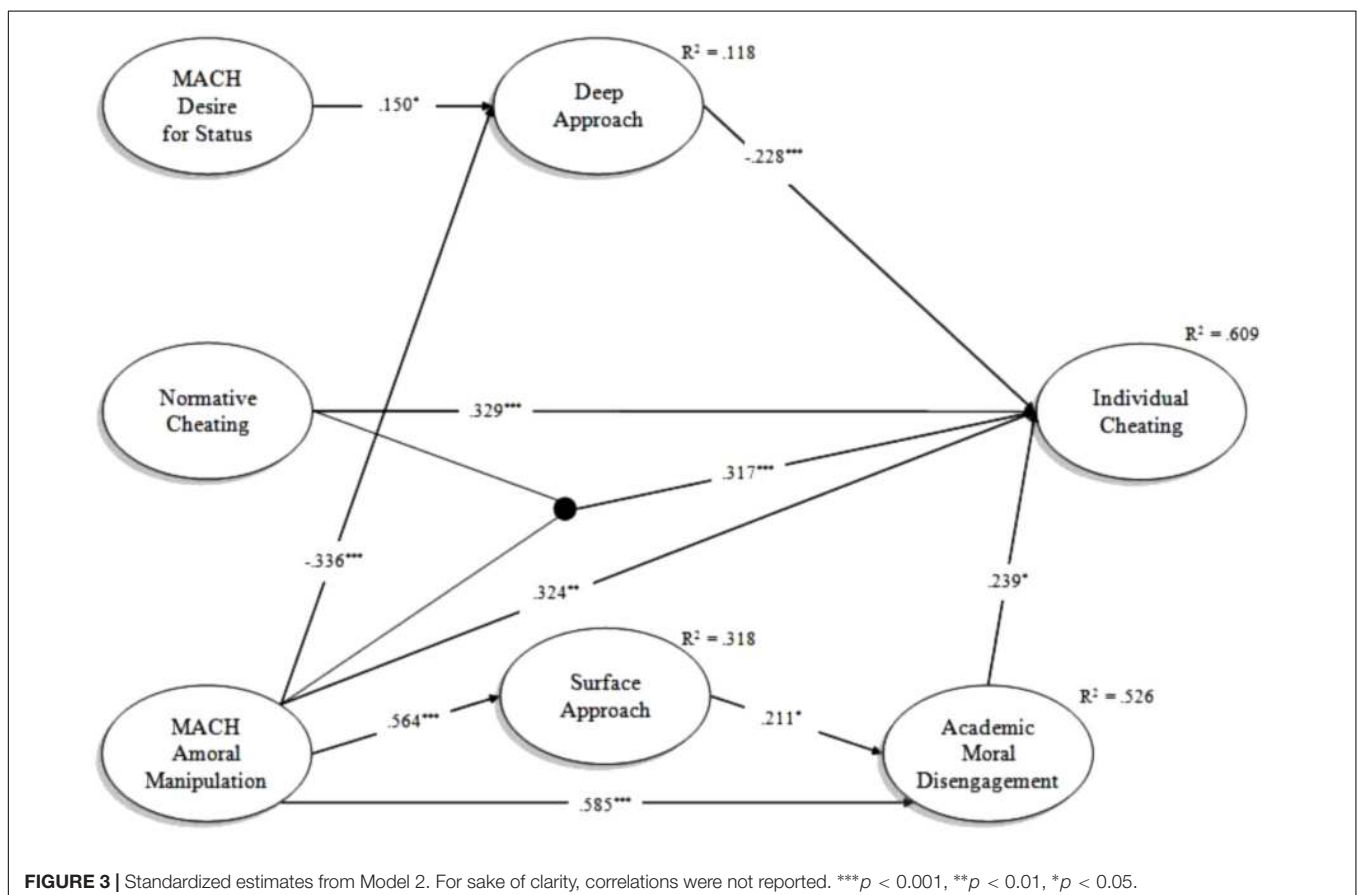 MACH
Desire
for Status
.150*
Deep
Approach
R² = .118
-.228***
Normative
Cheating
.329***
R² = .609
Individual
Cheating
.317***
-.336***
.324**
.239*
MACH
Amoral
Manipulation
.564***
Surface
Approach
R² = .318
.211*
Academic
Moral
Disengagement
R² = .526
.585***
FIGURE 3 | Standardized estimates from Model 2. For sake of clarity, correlations were not reported. ***p < 0.001, **p < 0.01, *p < 0.05.